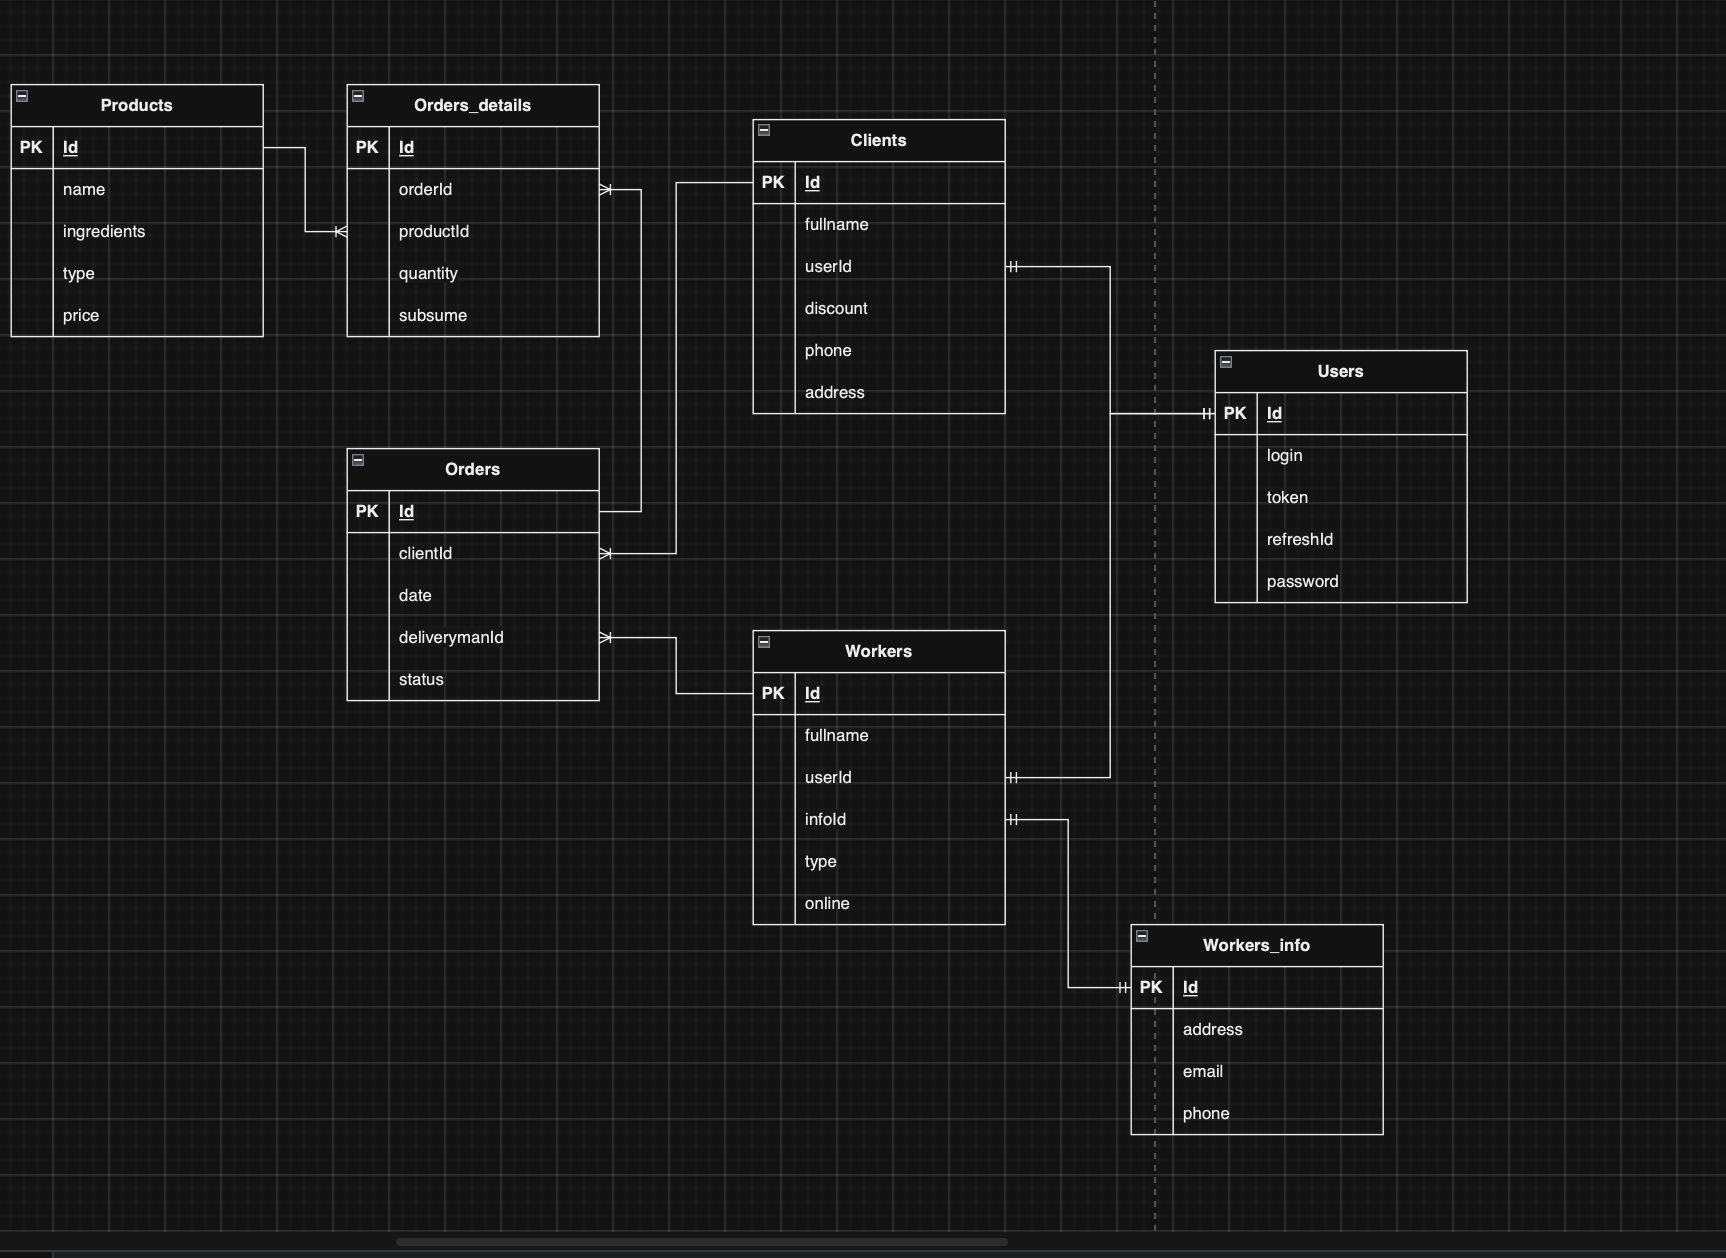 Products
PK Id
name
ingredients
type
price
Orders_details
PK Id
orderId
productId
quantity
subsume
Clients
PK Id
fullname
userId
discount
phone
address
Users
PK Id
login
token
refreshId
password
Orders
PK Id
clientId
date
deliverymanId
status
Workers
PK Id
fullname
userId
infoId
type
online
Workers_info
PK Id
address
email
phone